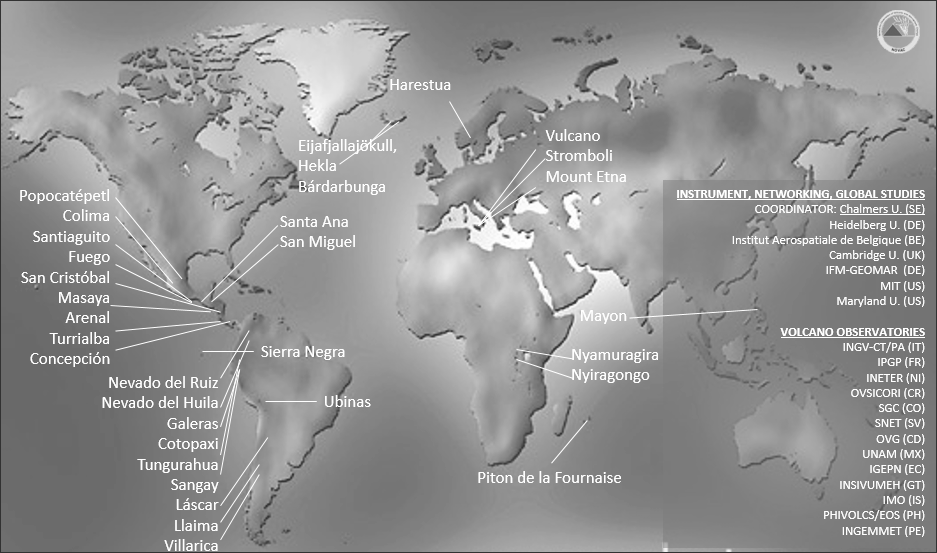 Harestua
Eijafjallajökull,
Hekla
Bárdarbunga
Vulcano
Stromboli
Mount Etna
Popocatépetl
Colima
Santiaguito
Fuego
San Cristóbal
Masaya
Arenal
Turrialba
Concepción
Santa Ana
San Miguel
Sierra Negra
Nevado del Ruiz
Nevado del Huila
Galeras
Cotopaxi
Tungurahua
Sangay
Láscar
Llaima
Villarica
Ubinas
Mayon
Nyamuragira
Nyiragongo
Piton de la Fournaise
INSTRUMENT, NETWORKING, GLOBAL STUDIES
COORDINATOR: Chalmers U. (SE)
Heidelberg U. (DE)
Institut Aerospatiale de Belgique (BE)
Cambridge U. (UK)
IFM-GEOMAR (DE)
MIT (US)
Maryland U. (US)
VOLCANO OBSERVATORIES
INGV-CT/PA (IT)
IPGP (FR)
INETER (NI)
OVSICORI (CR)
SGC (CO)
SNET (SV)
OVG (CD)
UNAM (MX)
IGEPN (EC)
INSIVUMEH (GT)
IMO (IS)
PHIVOLCS/EOS (PH)
INGEMMET (PE)